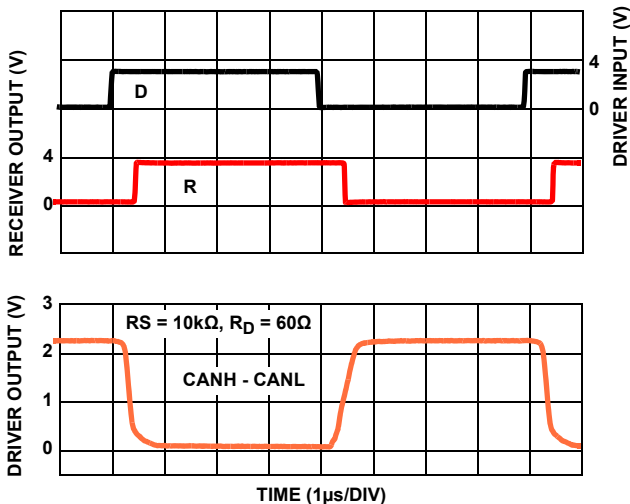 RECEIVER OUTPUT (V)
4
0
D
R
4
0
DRIVER INPUT (V)
DRIVER OUTPUT (V)
3
2
1
0
RS = 10kΩ, RD = 60Ω
CANH - CANL
TIME (1µs/DIV)